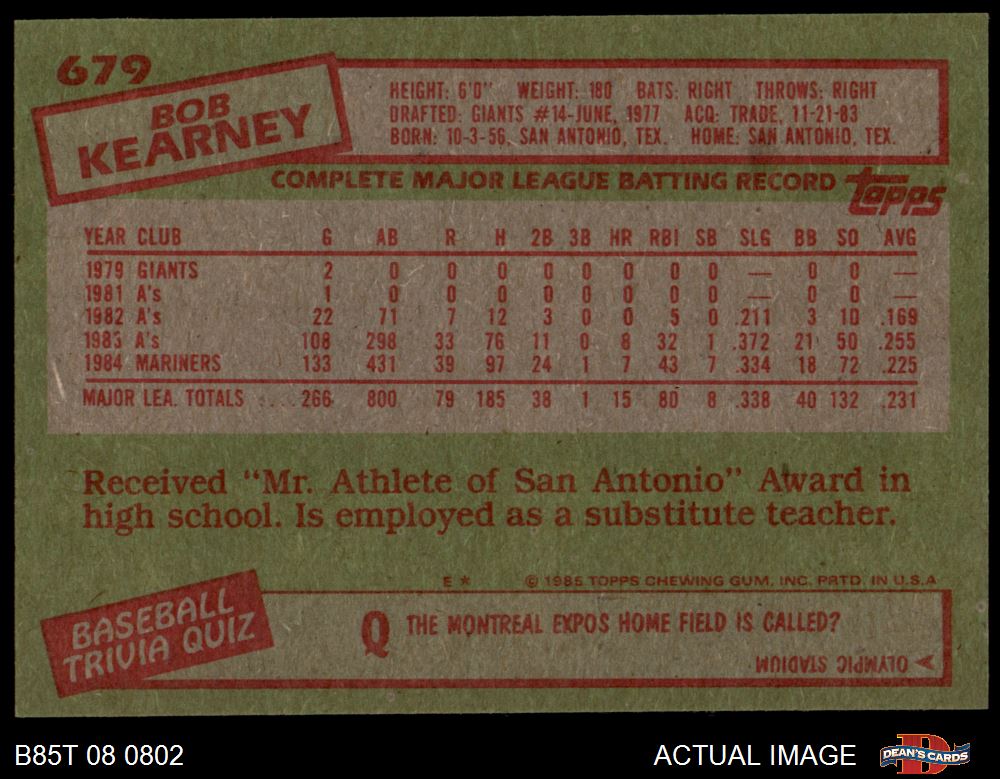 679
BOB
KEARNEY
HEIGHT: 6'0" WEIGHT: 180 BATS: RIGHT THROWS: RIGHT
DRAFTED: GIANTS #14-JUNE, 1977 ACQ: TRADE, 11-21-83
BORN: 10-3-56, SAN ANTONIO, TEX. HOME: SAN ANTONIO, TEX.
COMPLETE MAJOR LEAGUE BATTING RECORD topps
YEAR CLUB G AB R H 2B 3B HR RBI SB SLG BB SO AVG
1979 GIANTS 2 0 0 0 0 0 0 0 0 — 0 0 —
1981 A's 1 0 0 0 0 0 0 0 0 — 0 0 —
1982 A's 22 71 7 12 3 0 0 5 0 .211 3 10 .169
1983 A's 108 298 33 76 11 0 8 32 1 .372 21 50 .255
1984 MARINERS 133 431 39 97 24 1 7 43 7 .334 18 72 .225
MAJOR LEA. TOTALS .... 266 800 79 185 38 1 15 80 8 .338 40 132 .231
Received "Mr. Athlete of San Antonio" Award in
high school. Is employed as a substitute teacher.
E * © 1985 TOPPS CHEWING GUM, INC. PRTD. IN U.S.A
BASEBALL
TRIVIA QUIZ
Q THE MONTREAL EXPOS HOME FIELD IS CALLED?
A OLYMPIC STADIUM
B85T 08 0802
ACTUAL IMAGE
D
DEAN'S CARDS